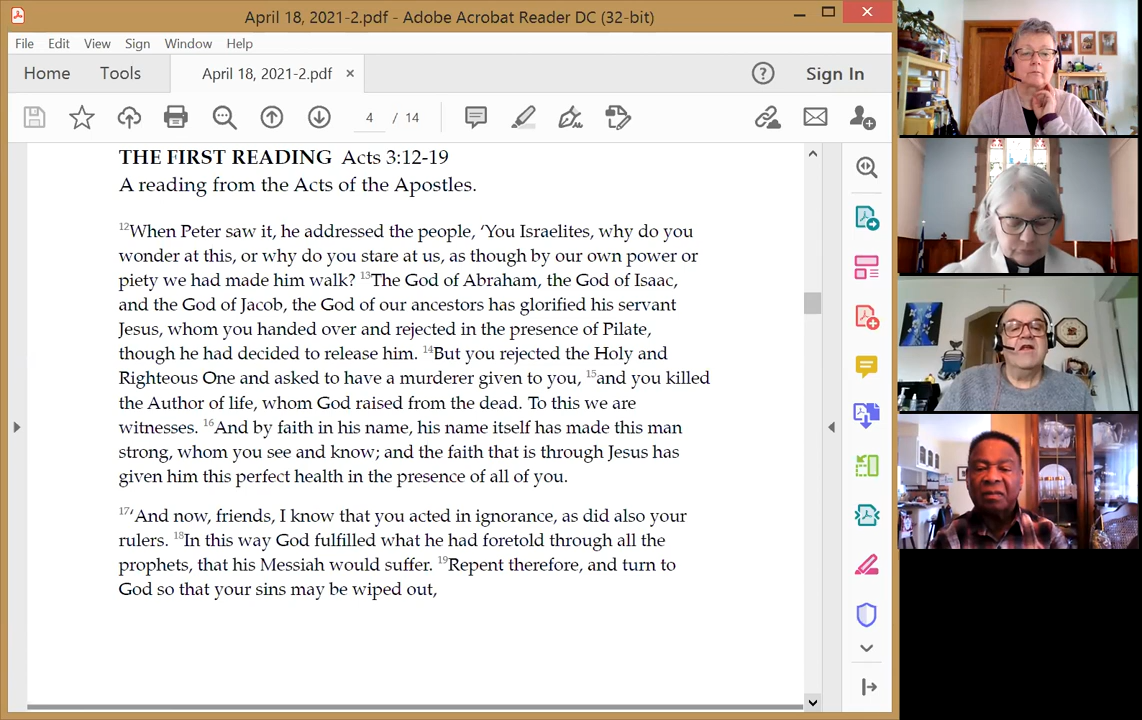 April 18, 2021-2.pdf - Adobe Acrobat Reader DC (32-bit)
File Edit View Sign Window Help
Home Tools April 18, 2021-2.pdf × Sign In
4 / 14
THE FIRST READING Acts 3:12-19
A reading from the Acts of the Apostles.
12When Peter saw it, he addressed the people, ‘You Israelites, why do you
wonder at this, or why do you stare at us, as though by our own power or
piety we had made him walk? 13The God of Abraham, the God of Isaac,
and the God of Jacob, the God of our ancestors has glorified his servant
Jesus, whom you handed over and rejected in the presence of Pilate,
though he had decided to release him. 14But you rejected the Holy and
Righteous One and asked to have a murderer given to you, 15and you killed
the Author of life, whom God raised from the dead. To this we are
witnesses. 16And by faith in his name, his name itself has made this man
strong, whom you see and know; and the faith that is through Jesus has
given him this perfect health in the presence of all of you.
17‘And now, friends, I know that you acted in ignorance, as did also your
rulers. 18In this way God fulfilled what he had foretold through all the
prophets, that his Messiah would suffer. 19Repent therefore, and turn to
God so that your sins may be wiped out,